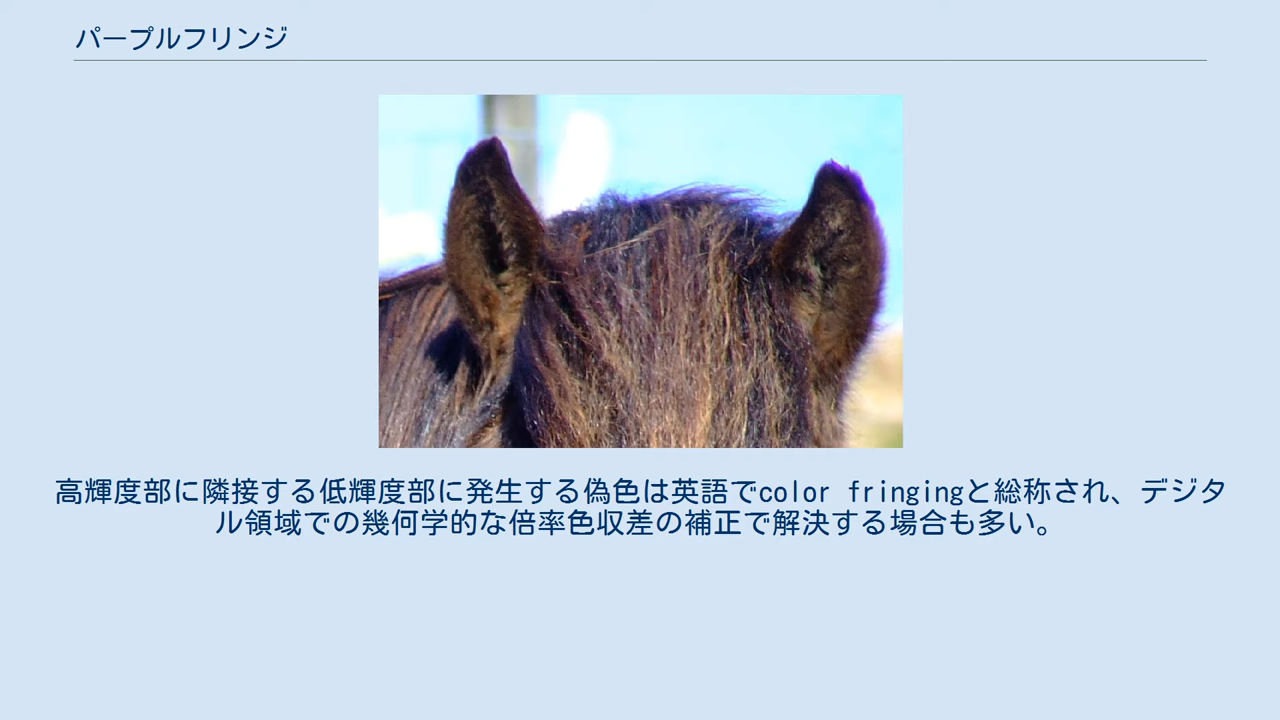 パープルフリンジ
高輝度部に隣接する低輝度部に発生する偽色は英語でcolor fringingと総称され、デジタ
ル領域での幾何学的な倍率色収差の補正で解決する場合も多い。